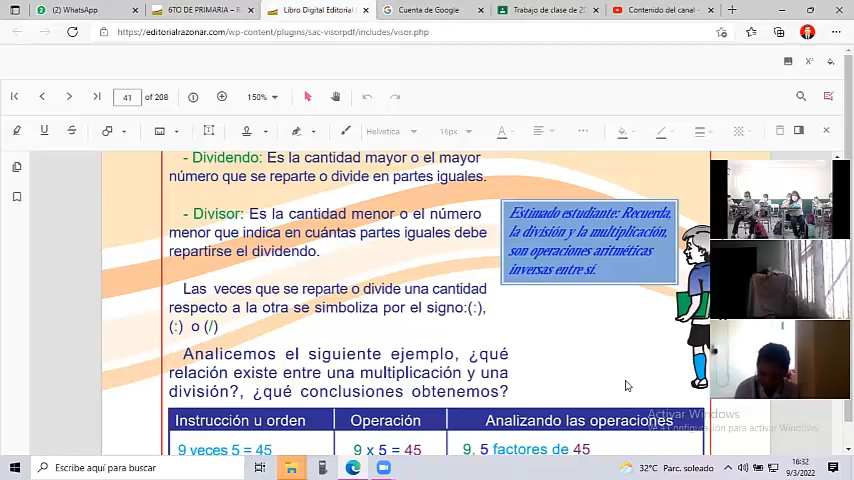 (2) WhatsApp
6TO DE PRIMARIA – R
Libro Digital Editorial
Cuenta de Google
Trabajo de clase de 2D
Contenido del canal -
https://editorialrazonar.com/wp-content/plugins/sac-visorpdf/includes/visor.php
41 of 208
150%
Helvetica
16px
- Dividendo: Es la cantidad mayor o el mayor
número que se reparte o divide en partes iguales.
- Divisor: Es la cantidad menor o el número
menor que indica en cuántas partes iguales debe
repartirse el dividendo.
Estimado estudiante: Recuerda,
la división y la multiplicación,
son operaciones aritméticas
inversas entre sí.
Las veces que se reparte o divide una cantidad
respecto a la otra se simboliza por el signo:(:),
(:) o (/)
Analicemos el siguiente ejemplo, ¿qué
relación existe entre una multiplicación y una
división?, ¿qué conclusiones obtenemos?
Instrucción u orden
Operación
Analizando las operaciones
9 veces 5 = 45
9 x 5 = 45
9, 5 factores de 45
Activar Windows
Ve a Configuración para activar Windows.
Escribe aquí para buscar
32°C Parc. soleado
16:32
9/3/2022